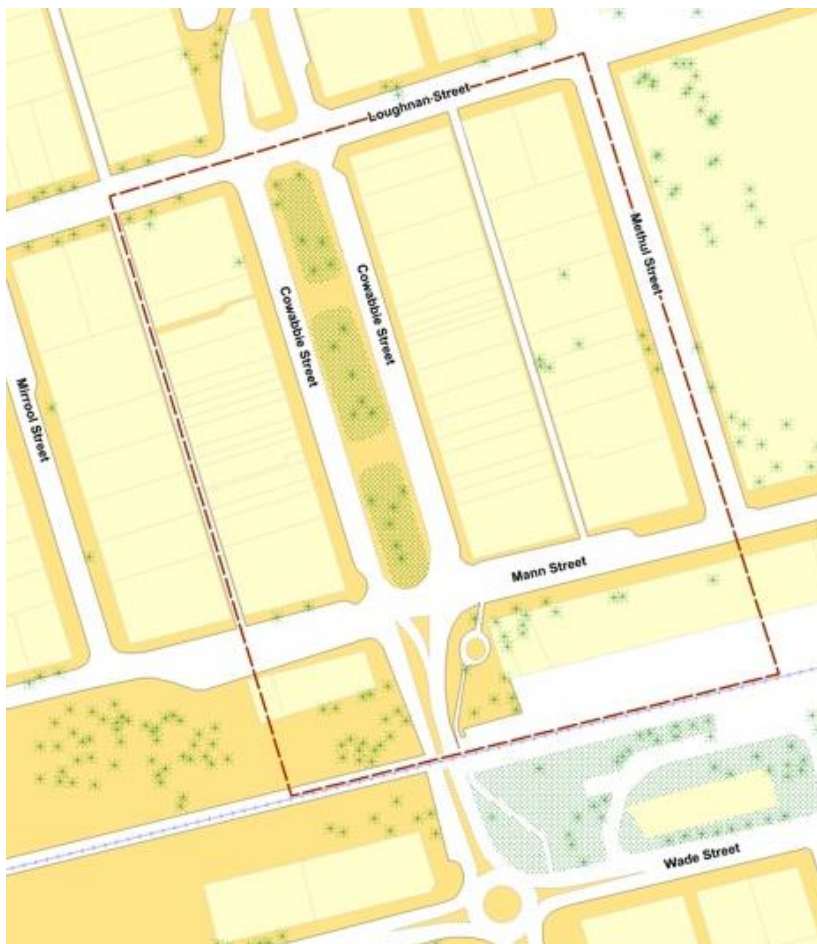 Loughnan Street
Methul Street
Cowabbie Street
Cowabbie Street
Mirrool Street
Mann Street
Wade Street